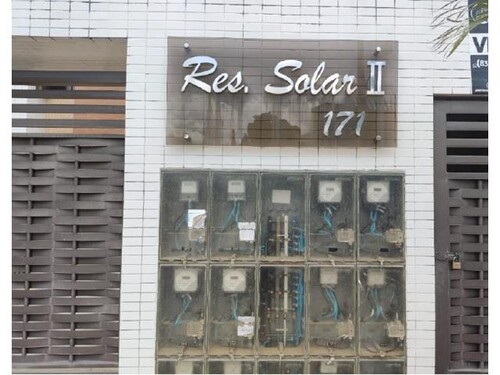 Res. Solar II
171